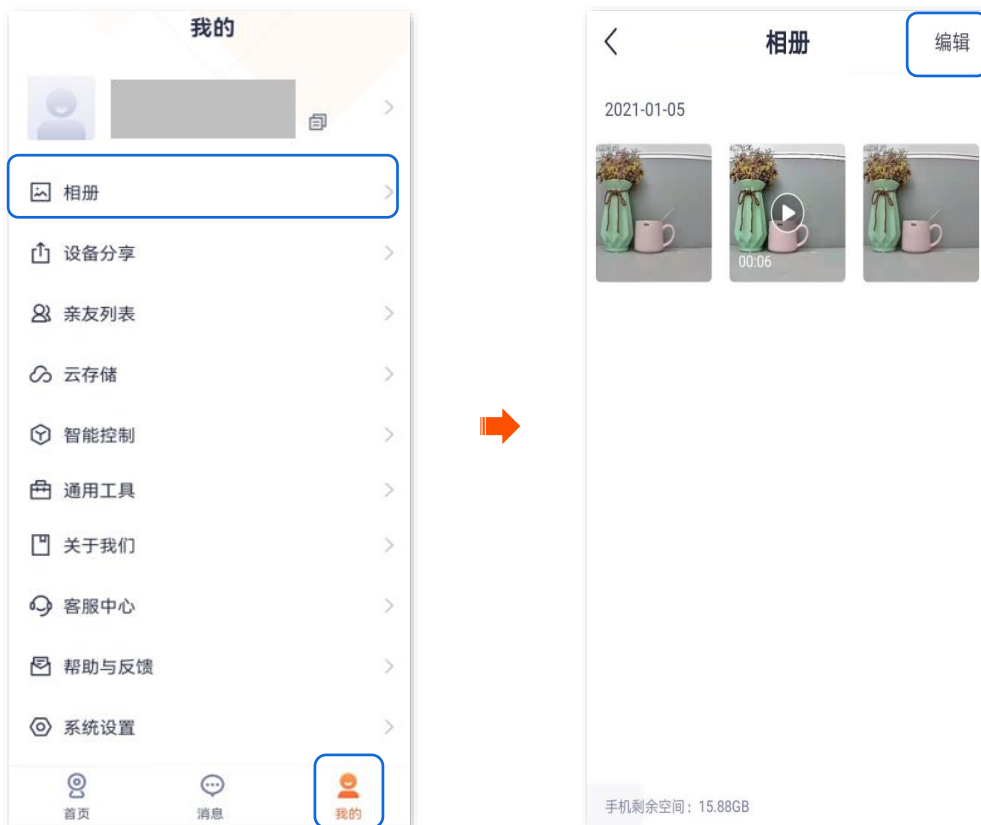 我的
相册
设备分享
亲友列表
云存储
智能控制
通用工具
关于我们
客服中心
帮助与反馈
系统设置
首页
消息
我的
相册
编辑
2021-01-05
00:06
手机剩余空间：15.88GB